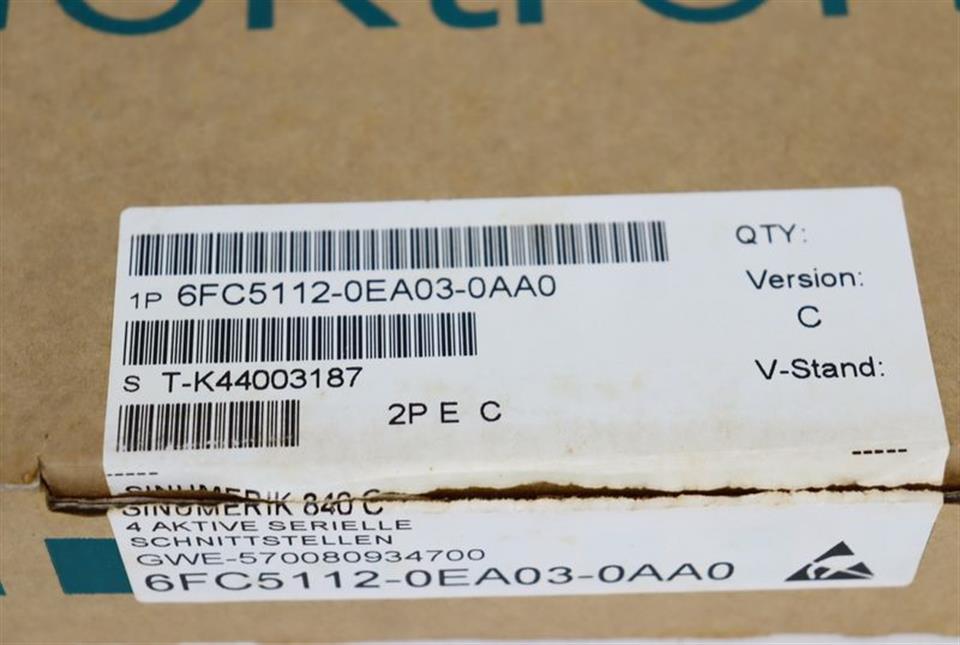 1P 6FC5112-0EA03-0AA0
S T-K44003187
2P E C
QTY:
Version:
C
V-Stand:
-----
-----
SINUMERIK 840 C
4 AKTIVE SERIELLE
SCHNITTSTELLEN
GWE-570080934700
6FC5112-0EA03-0AA0